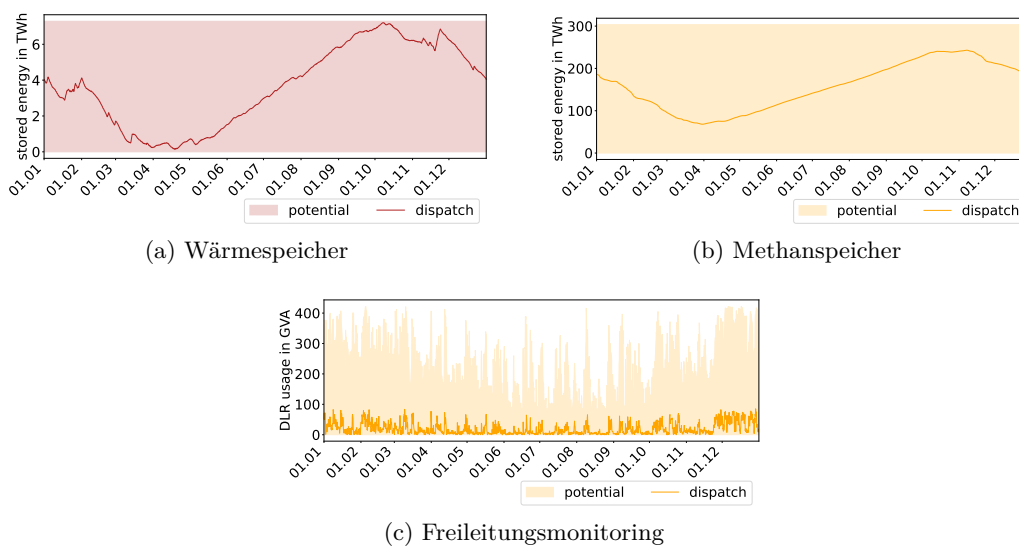 stored energy in TWh
6
4
2
0
01.01 01.02 01.03 01.04 01.05 01.06 01.07 01.08 01.09 01.10 01.11 01.12
potential dispatch
(a) Wärmespeicher
stored energy in TWh
300
200
100
0
01.01 01.02 01.03 01.04 01.05 01.06 01.07 01.08 01.09 01.10 01.11 01.12
potential dispatch
(b) Methanspeicher
DLR usage in GVA
400
300
200
100
0
01.01 01.02 01.03 01.04 01.05 01.06 01.07 01.08 01.09 01.10 01.11 01.12
potential dispatch
(c) Freileitungsmonitoring